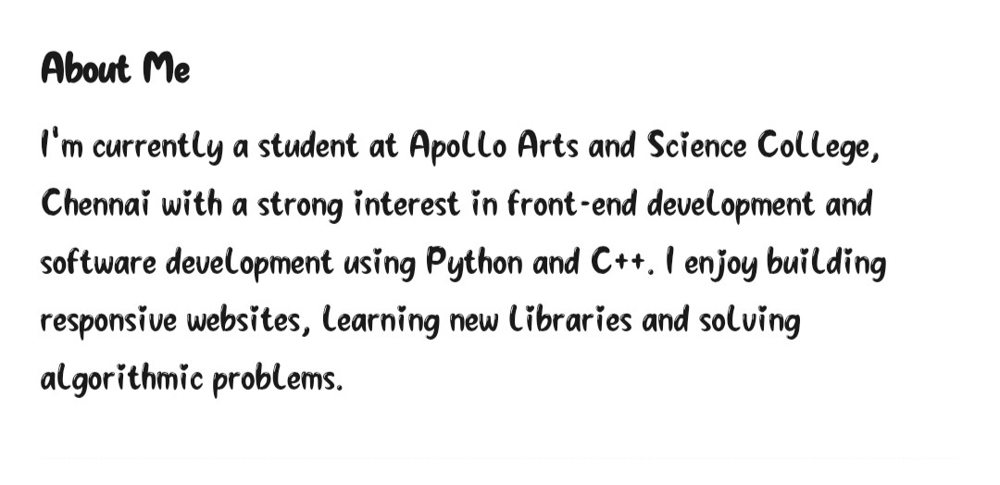 About Me
I'm currently a student at Apollo Arts and Science College,
Chennai with a strong interest in front-end development and
software development using Python and C++. I enjoy building
responsive websites, learning new libraries and solving
algorithmic problems.